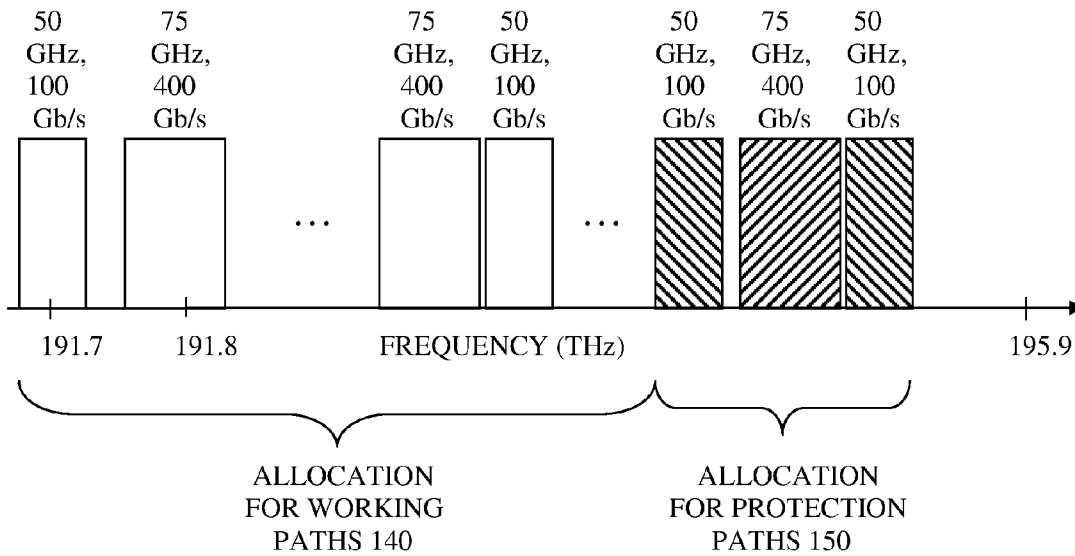 50
GHz,
100
Gb/s
75
GHz,
400
Gb/s
75
GHz,
400
Gb/s
50
GHz,
100
Gb/s
50
GHz,
100
Gb/s
75
GHz,
400
Gb/s
50
GHz,
100
Gb/s
...
...
191.7
191.8
FREQUENCY (THz)
195.9
ALLOCATION
FOR WORKING
PATHS 140
ALLOCATION
FOR PROTECTION
PATHS 150